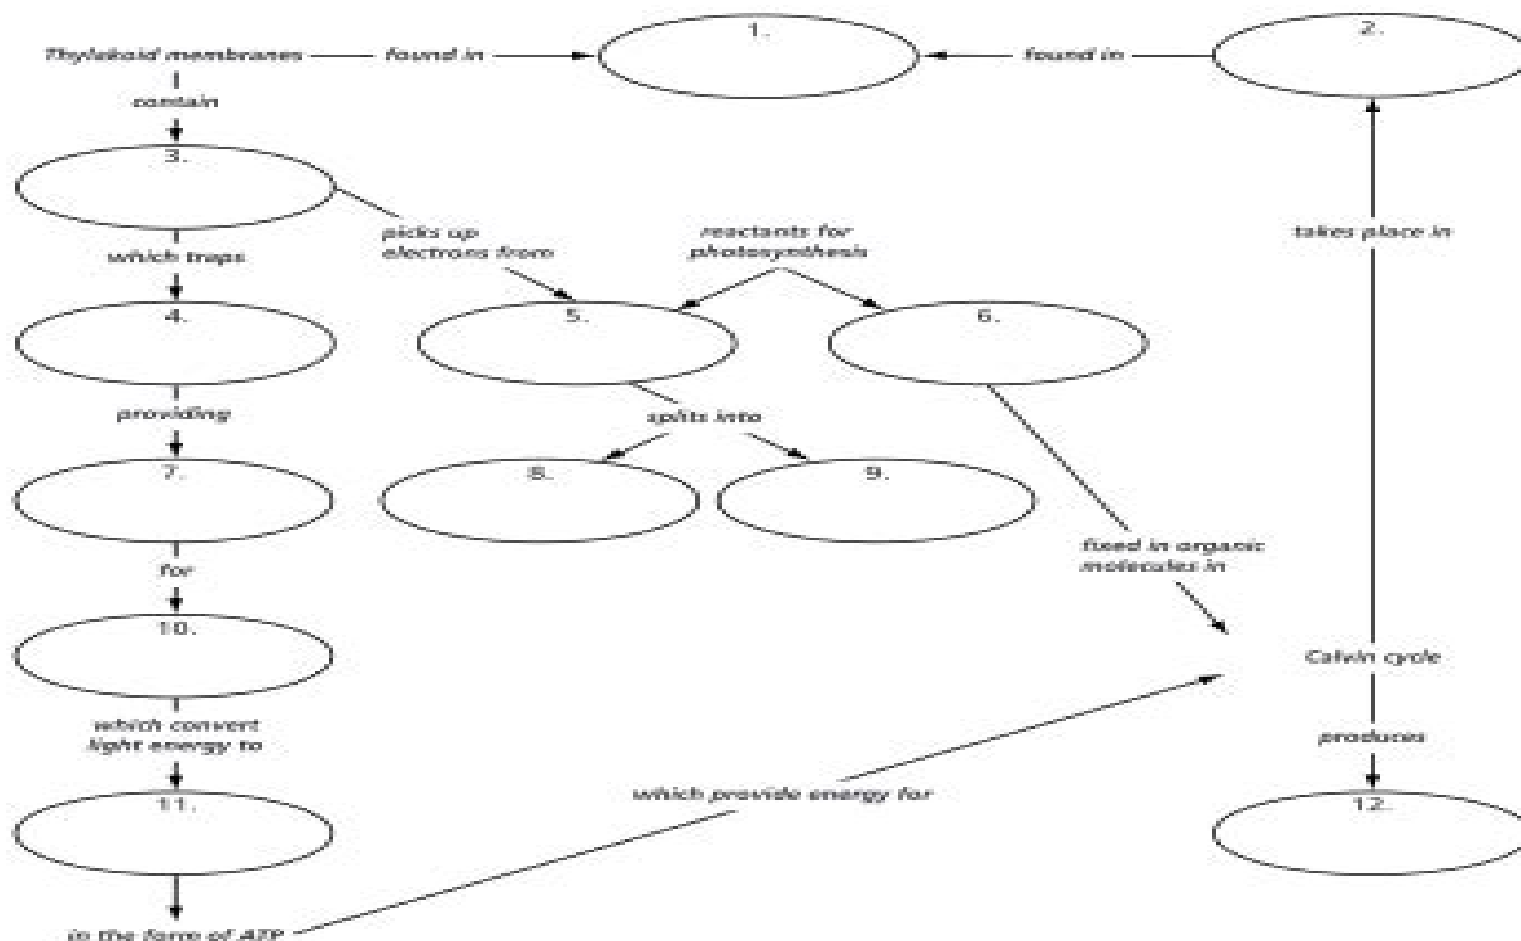 Thylakoid membranes found in 1. found in 2.
contain
3.
picks up
electrons from
reactants for
photosynthesis
takes place in
which traps
4. 5. 6.
providing
splits into
7. 8. 9.
fixed in organic
molecules in
for
10.
Calvin cycle
which convert
light energy to
produces
which provide energy for
11. 12.
in the form of ATP